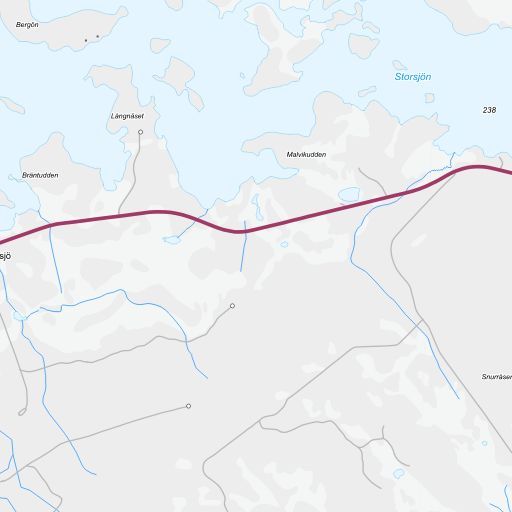 Bergön
Storsjön
238
Långnäset
Malvikudden
Bräntudden
sjö
Snurråsen